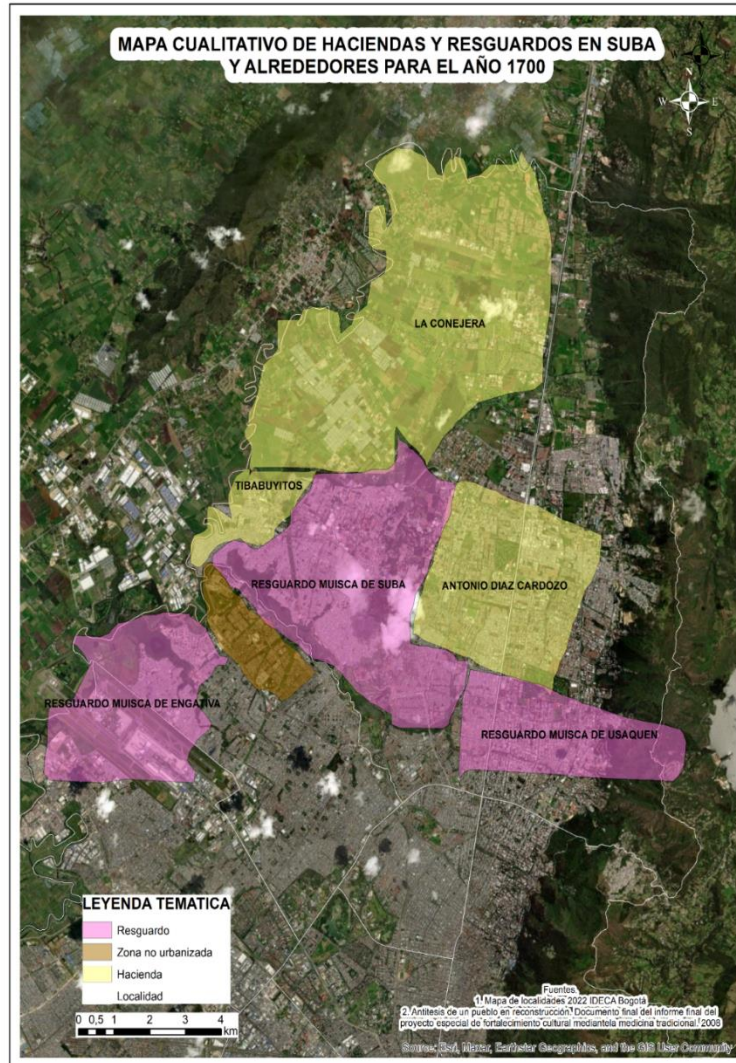 MAPA CUALITATIVO DE HACIENDAS Y RESGUARDOS EN SUBA
Y ALREDEDORES PARA EL AÑO 1700
N
W E
S
LA CONEJERA
TIBABUYITOS
RESGUARDO MUISCA DE SUBA
ANTONIO DIAZ CARDOZO
RESGUARDO MUISCA DE ENGATIVA
RESGUARDO MUISCA DE USAQUEN
LEYENDA TEMATICA
Resguardo
Zona no urbanizada
Hacienda
Localidad
0 0,5 1 2 3 4
km
Fuentes.
1. Mapa de localidades 2022 IDECA Bogotá
2. Antitesis de un pueblo en reconstrucción. Documento final del informe final del
proyecto especial de fortalecimiento cultural mediantela medicina tradicional. 2008
Source: Esri, Maxar, Earthstar Geographics, and the GIS User Community